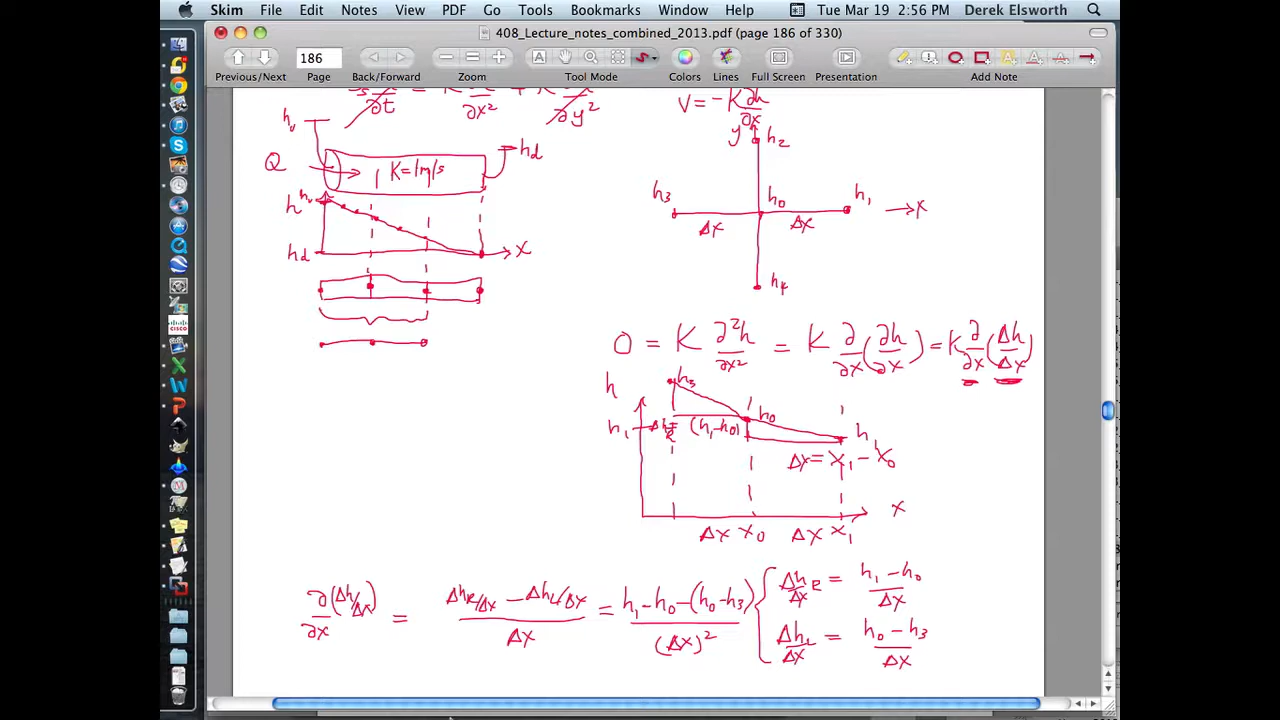 Skim File Edit View Notes PDF Go Tools Bookmarks Window Help Tue Mar 19 2:56 PM Derek Elsworth
408_Lecture_notes_combined_2013.pdf (page 186 of 330)
186
Previous/Next Page Back/Forward Zoom Tool Mode Colors Lines Full Screen Presentation Add Note
∂t ∂x² ∂y²
V = -K ∂h/∂x
Q K=1m/s hd
h
hd x
y h2
h3 h0 h1 → x
Δx Δx
h4
0 = K ∂²h/∂x² = K ∂/∂x (∂h/∂x) = K ∂/∂x (Δh/Δx)
h h3
h0
h1 (h1-h0) h1
Δx = x1 - x0
x
Δx x0 Δx x1
∂/∂x (Δh/Δx) = (ΔhR/Δx - ΔhL/Δx)/Δx = (h1-h0-(h0-h3))/(Δx)² { Δh/Δx R = (h1-h0)/Δx
ΔhL/Δx = (h0-h3)/Δx